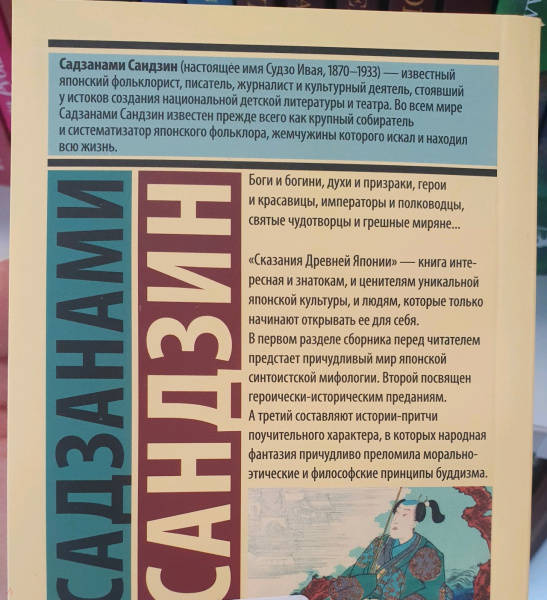 Садзанами Сандзин (настоящее имя Судзо Ивая, 1870–1933) — известный
японский фольклорист, писатель, журналист и культурный деятель, стоявший
у истоков создания национальной детской литературы и театра. Во всем мире
Садзанами Сандзин известен прежде всего как крупный собиратель
и систематизатор японского фольклора, жемчужины которого искал и находил
всю жизнь.
САДЗАНАМИ
САНДЗИН
Боги и богини, духи и призраки, герои
и красавицы, императоры и полководцы,
святые чудотворцы и грешные миряне...
«Сказания Древней Японии» — книга инте-
ресная и знатокам, и ценителям уникальной
японской культуры, и людям, которые только
начинают открывать ее для себя.
В первом разделе сборника перед читателем
предстает причудливый мир японской
синтоистской мифологии. Второй посвящен
героически-историческим преданиям.
А третий составляют истории-притчи
поучительного характера, в которых народная
фантазия причудливо преломила морально-
этические и философские принципы буддизма.